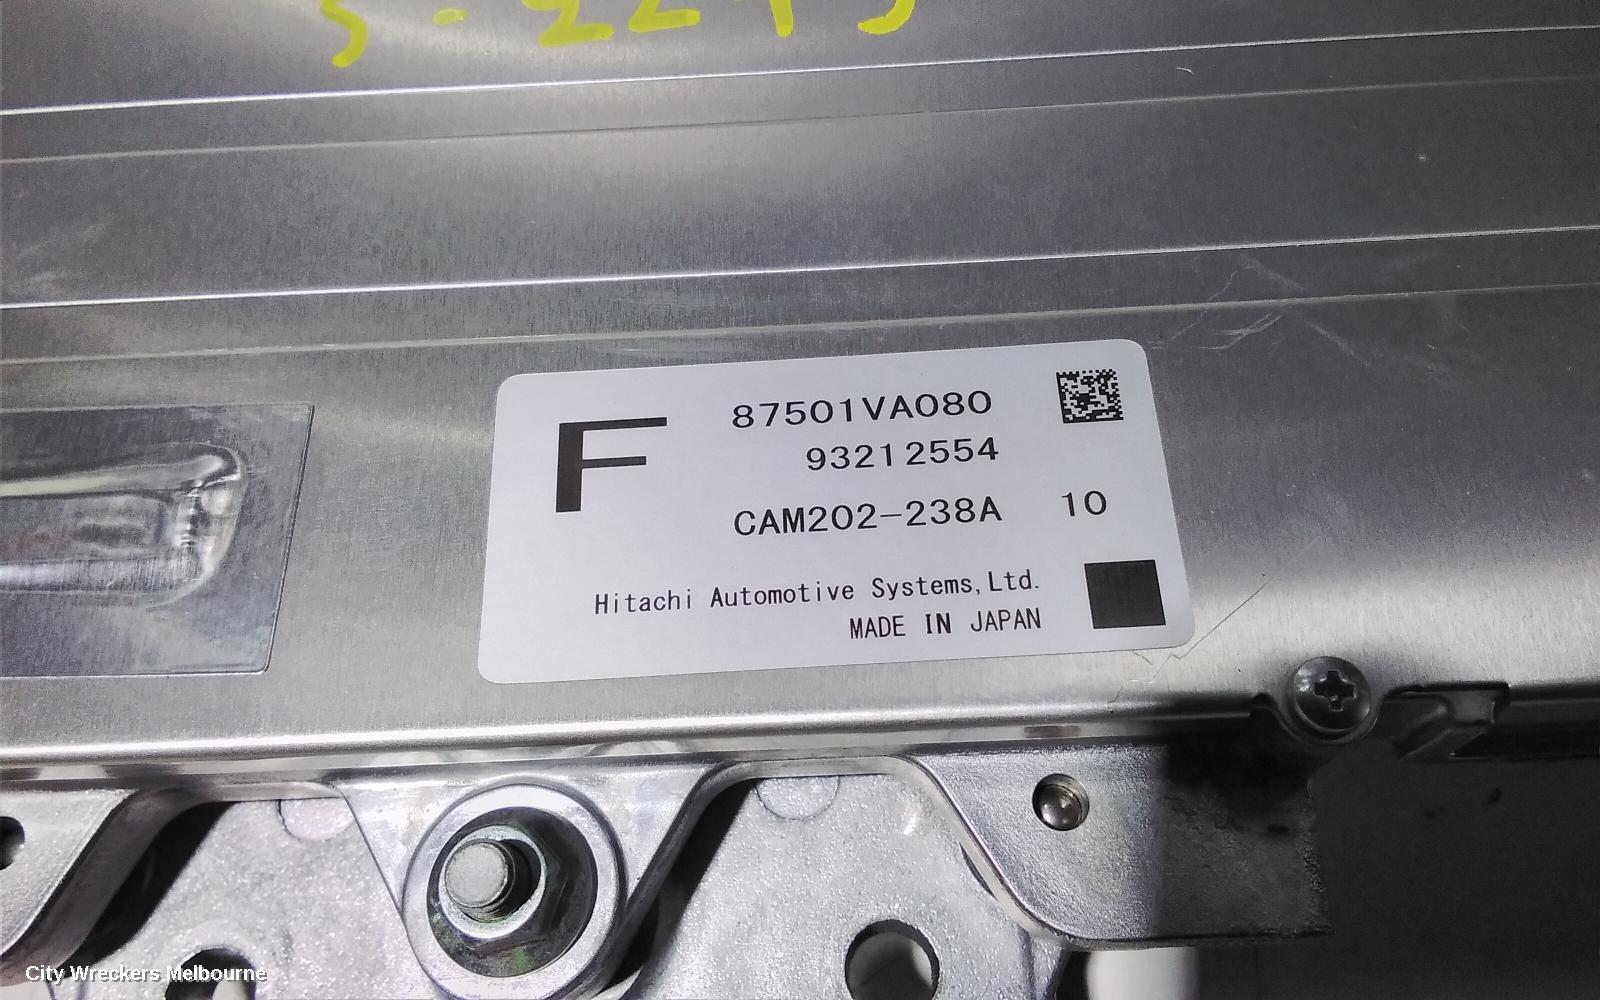 F
87501VA080
93212554
CAM202-238A 10
Hitachi Automotive Systems,Ltd.
MADE IN JAPAN
City Wreckers Melbourne